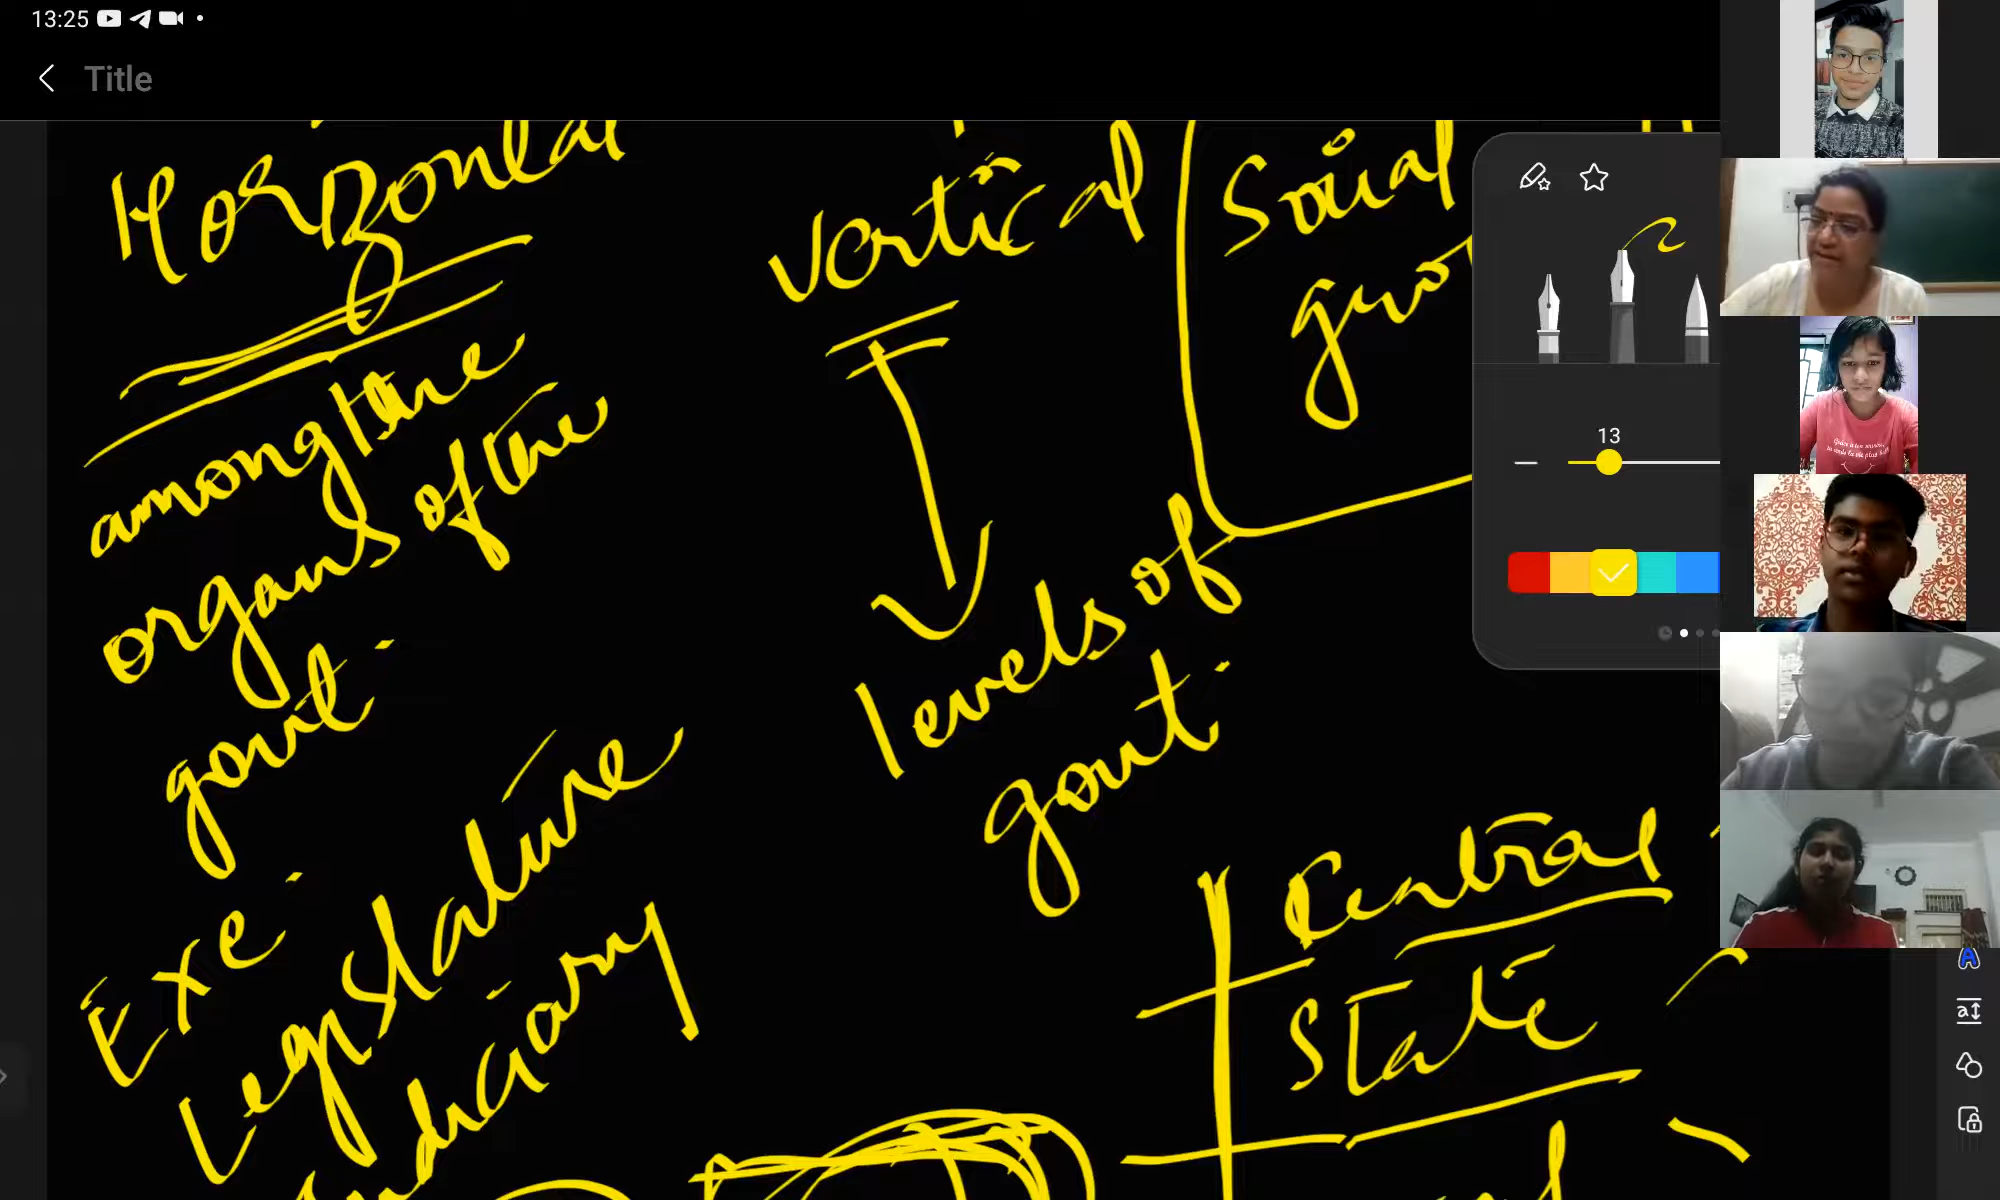 13:25
Title
Horizontal
among the
organs of the
govt.
Exe.
Legislature
Judiciary
Vertical
levels of
govt.
Social
Central
State
13
A
a